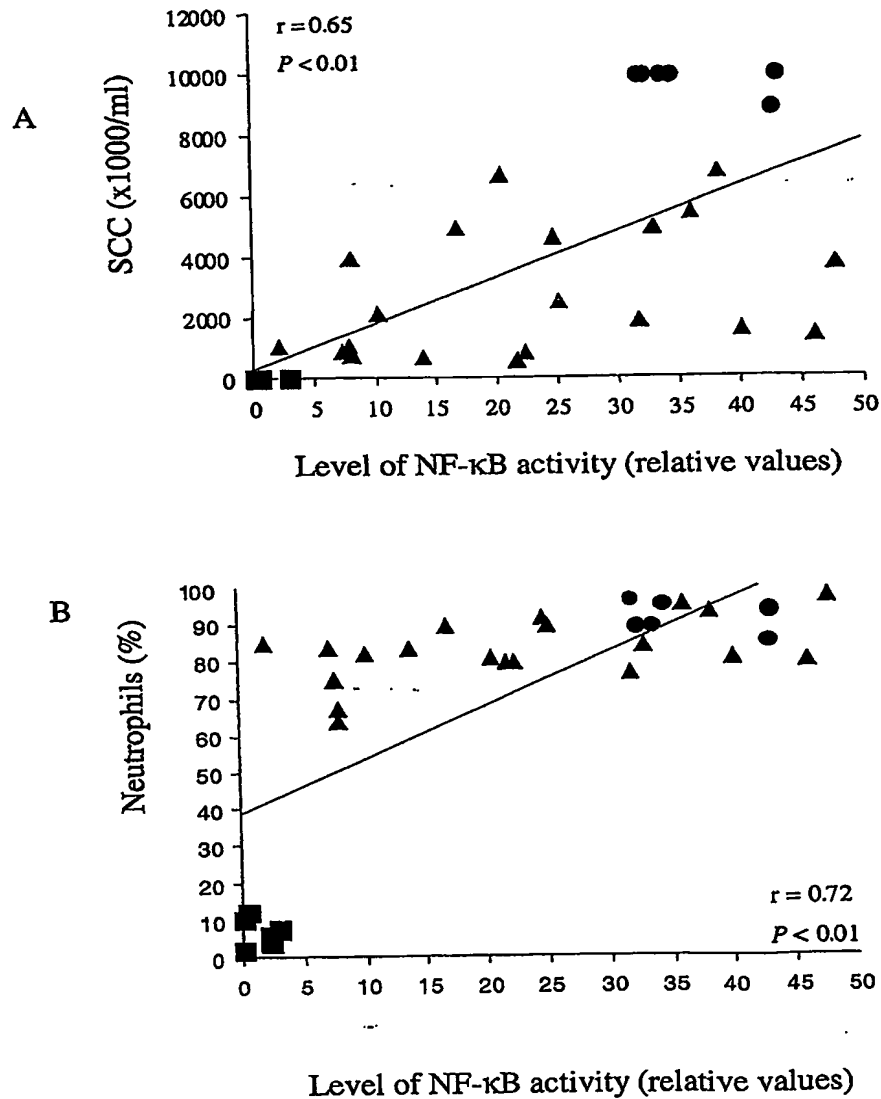 A
r = 0.65
P < 0.01
SCC (x1000/ml)
12000
10000
8000
6000
4000
2000
0
0 5 10 15 20 25 30 35 40 45 50
Level of NF-κB activity (relative values)
B
Neutrophils (%)
100
90
80
70
60
50
40
30
20
10
0
r = 0.72
P < 0.01
0 5 10 15 20 25 30 35 40 45 50
Level of NF-κB activity (relative values)